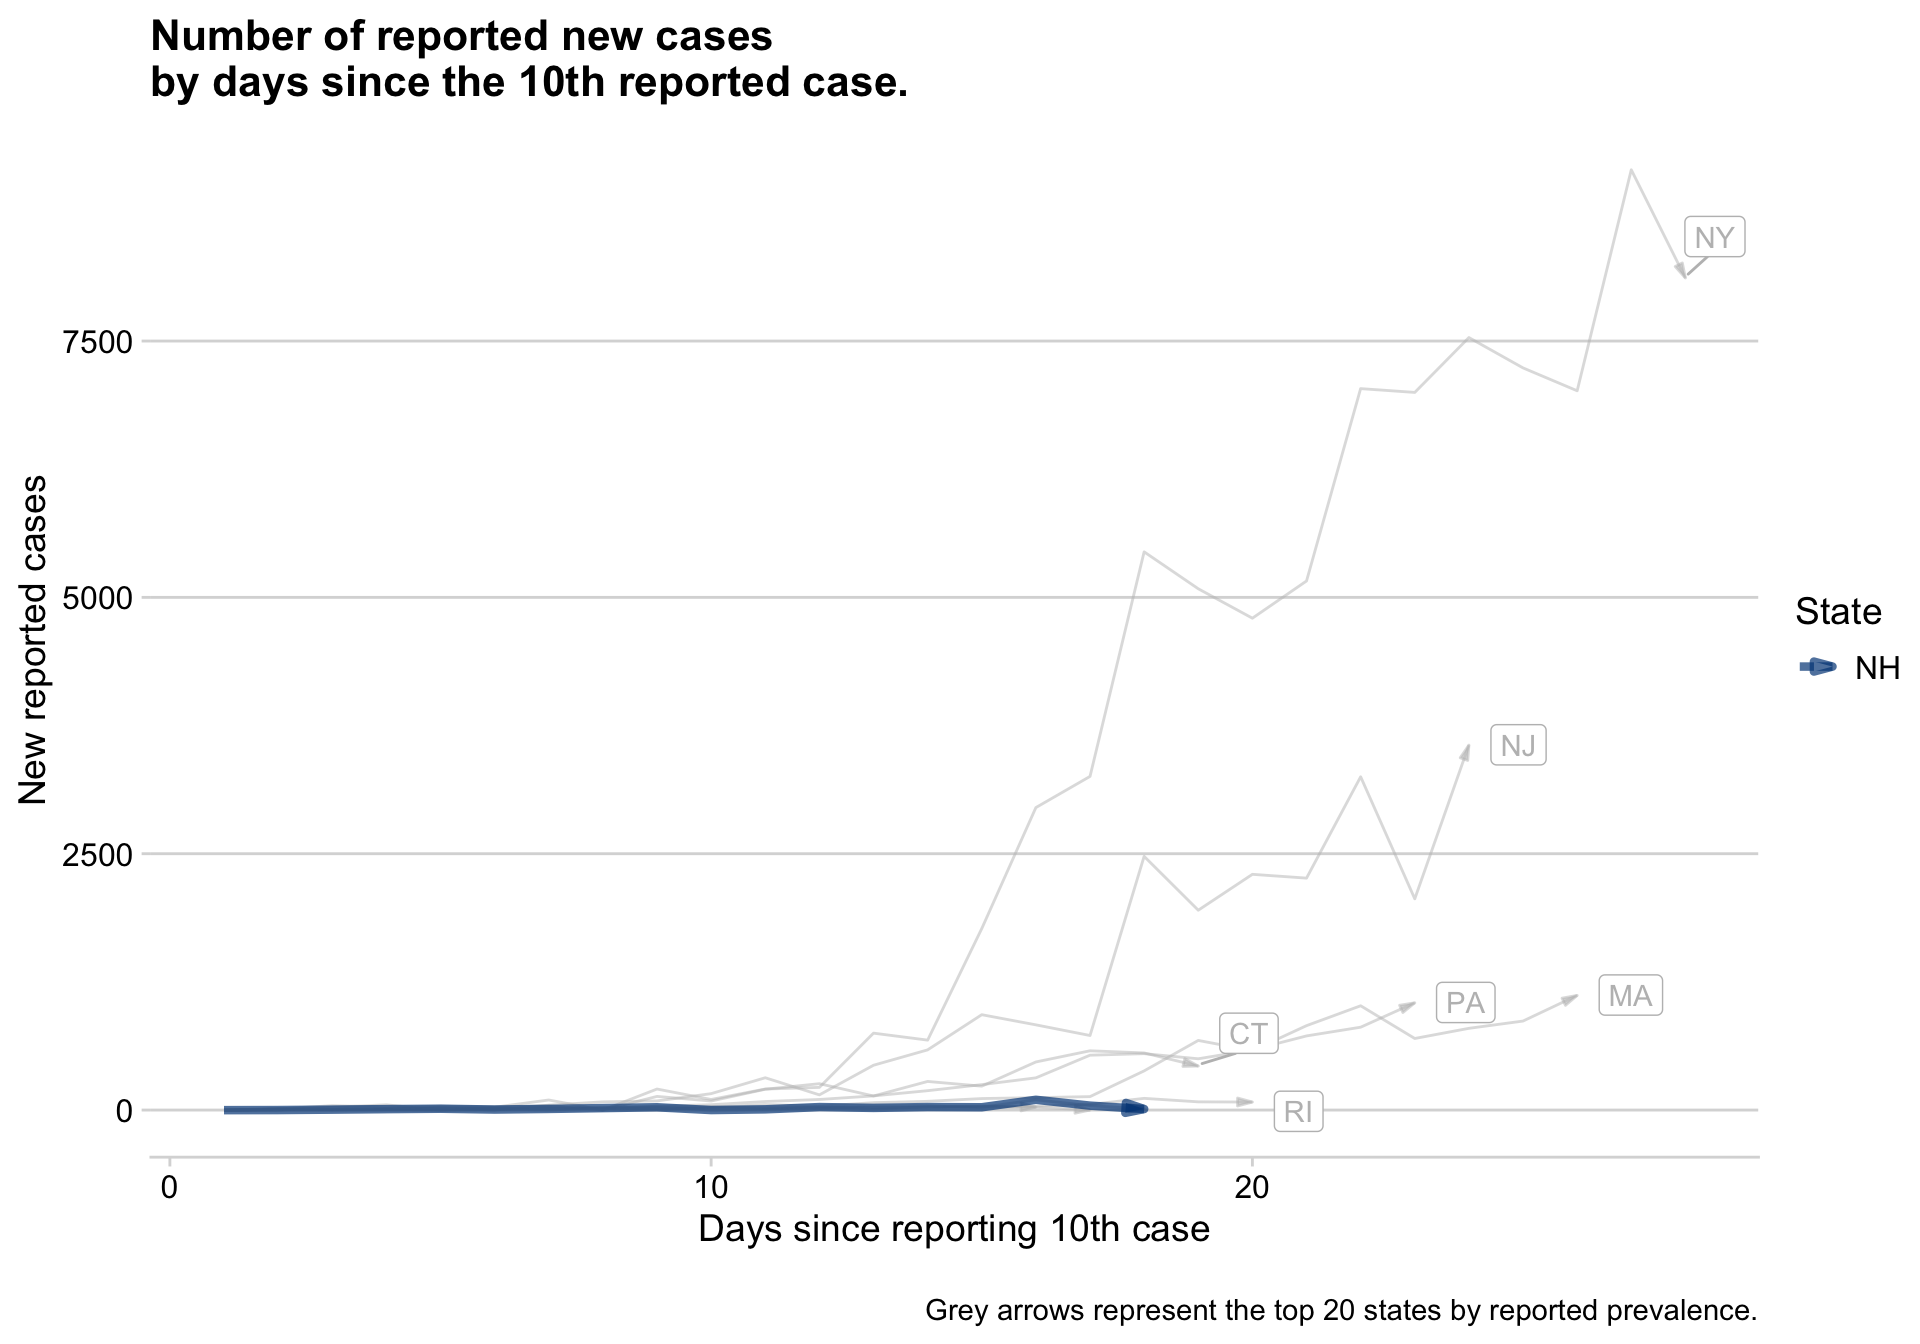 Number of reported new cases
by days since the 10th reported case.
NY
7500
New reported cases
5000
State
NH
NJ
2500
MA
PA
CT
RI
0
0
10
20
Days since reporting 10th case
Grey arrows represent the top 20 states by reported prevalence.